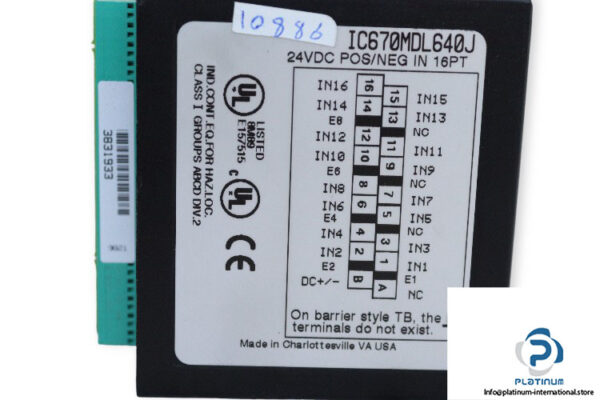 10886
IC670MDL640J
24VDC POS/NEG IN 16PT
IN16 16 15 IN15
IN14 14 13 IN13
E8 NC
IN12 12 11 IN11
IN10 10 9 IN9
E6 NC
IN8 8 7 IN7
IN6 6 5 IN5
E4 NC
IN4 4 3 IN3
IN2 2 1 IN1
E2 E1
DC+/- B A NC
On barrier style TB, the
terminals do not exist.
Made in Charlottesville VA USA
UL
LISTED
8M89
E157515
C UL
CE
IND.CONT.EQ.FOR HAZ.LOC.
CLASS I GROUPS ABCD DIV.2
3831933
PLATINUM
platinum-international.store